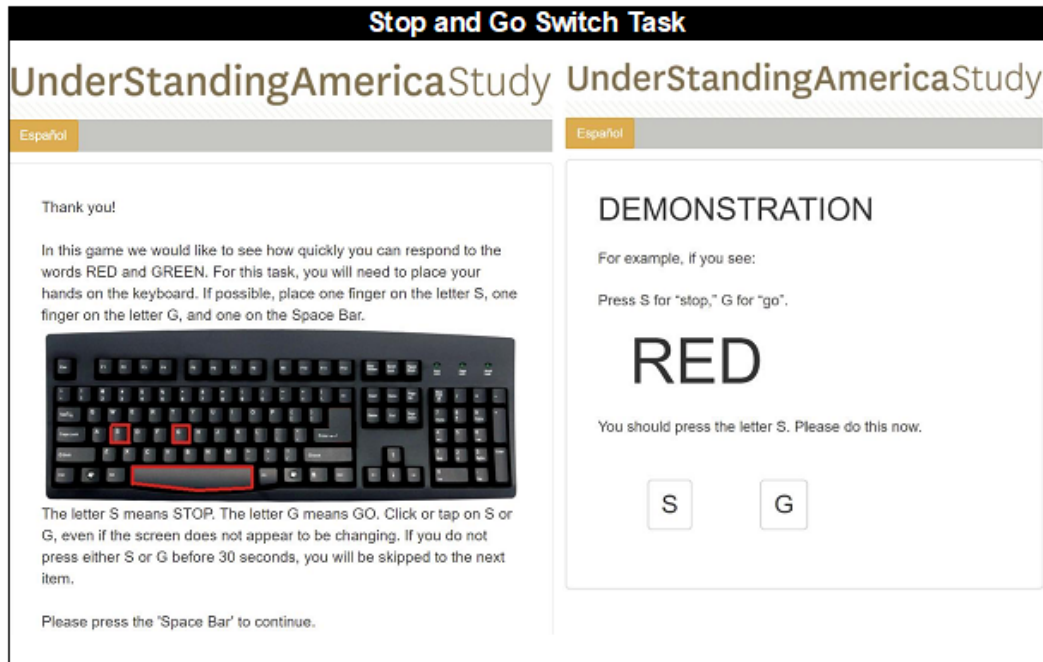 Stop and Go Switch Task
UnderStandingAmericaStudy
Español
Thank you!
In this game we would like to see how quickly you can respond to the
words RED and GREEN. For this task, you will need to place your
hands on the keyboard. If possible, place one finger on the letter S, one
finger on the letter G, and one on the Space Bar.
The letter S means STOP. The letter G means GO. Click or tap on S or
G, even if the screen does not appear to be changing. If you do not
press either S or G before 30 seconds, you will be skipped to the next
item.
Please press the 'Space Bar' to continue.
UnderStandingAmericaStudy
Español
DEMONSTRATION
For example, if you see:
Press S for “stop,” G for “go”.
RED
You should press the letter S. Please do this now.
S G